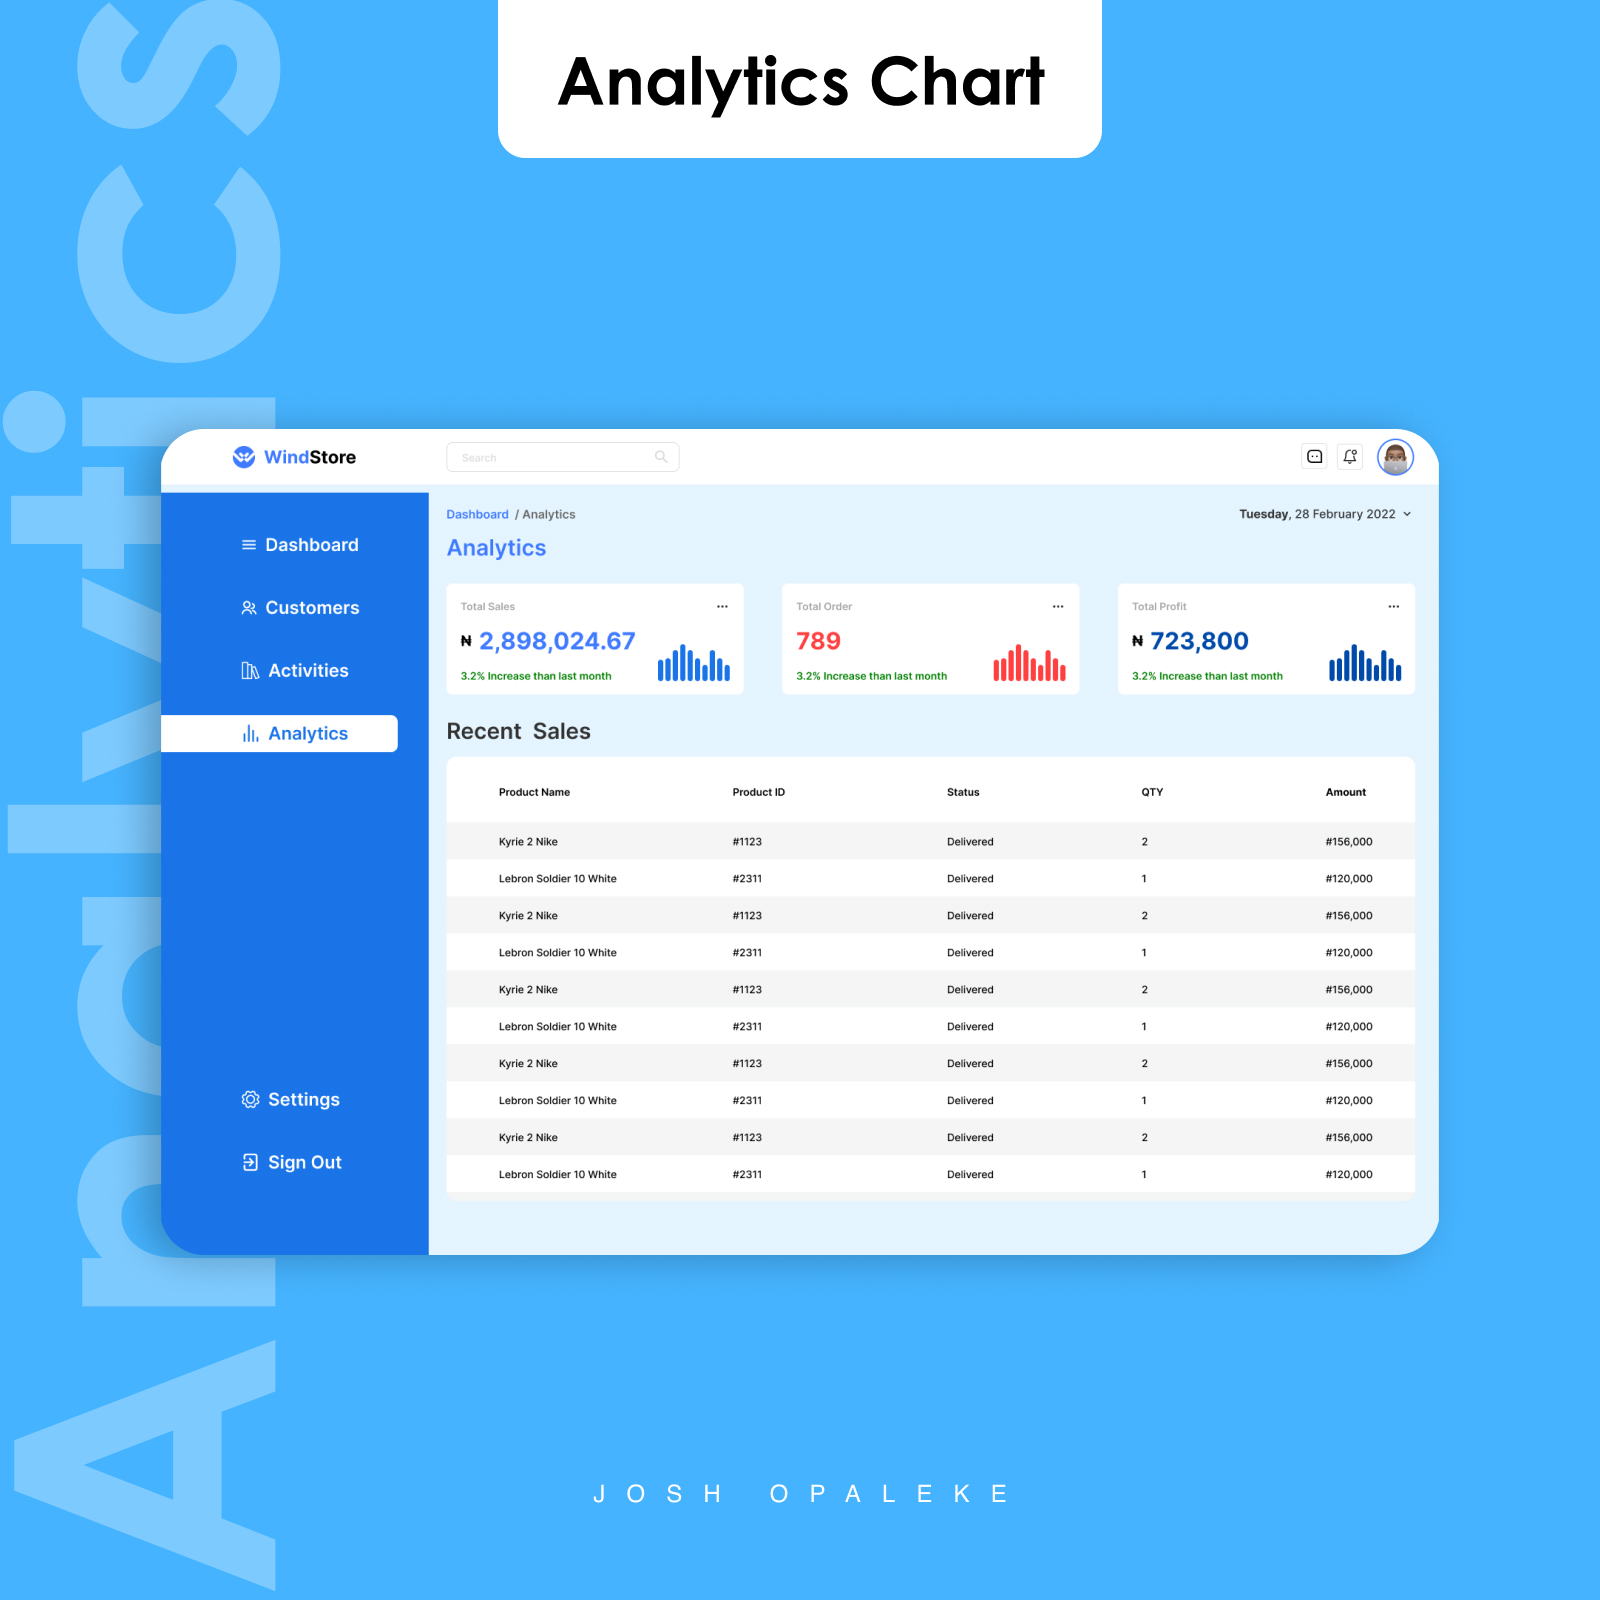 Analytics Chart
Analytics
WindStore
Search
Dashboard / Analytics
Tuesday, 28 February 2022
Analytics
Dashboard
Customers
Activities
Analytics
Settings
Sign Out
Total Sales
₦ 2,898,024.67
3.2% Increase than last month
Total Order
789
3.2% Increase than last month
Total Profit
₦ 723,800
3.2% Increase than last month
Recent Sales
Product Name Product ID Status QTY Amount
Kyrie 2 Nike #1123 Delivered 2 #156,000
Lebron Soldier 10 White #2311 Delivered 1 #120,000
Kyrie 2 Nike #1123 Delivered 2 #156,000
Lebron Soldier 10 White #2311 Delivered 1 #120,000
Kyrie 2 Nike #1123 Delivered 2 #156,000
Lebron Soldier 10 White #2311 Delivered 1 #120,000
Kyrie 2 Nike #1123 Delivered 2 #156,000
Lebron Soldier 10 White #2311 Delivered 1 #120,000
Kyrie 2 Nike #1123 Delivered 2 #156,000
Lebron Soldier 10 White #2311 Delivered 1 #120,000
JOSH OPALEKE